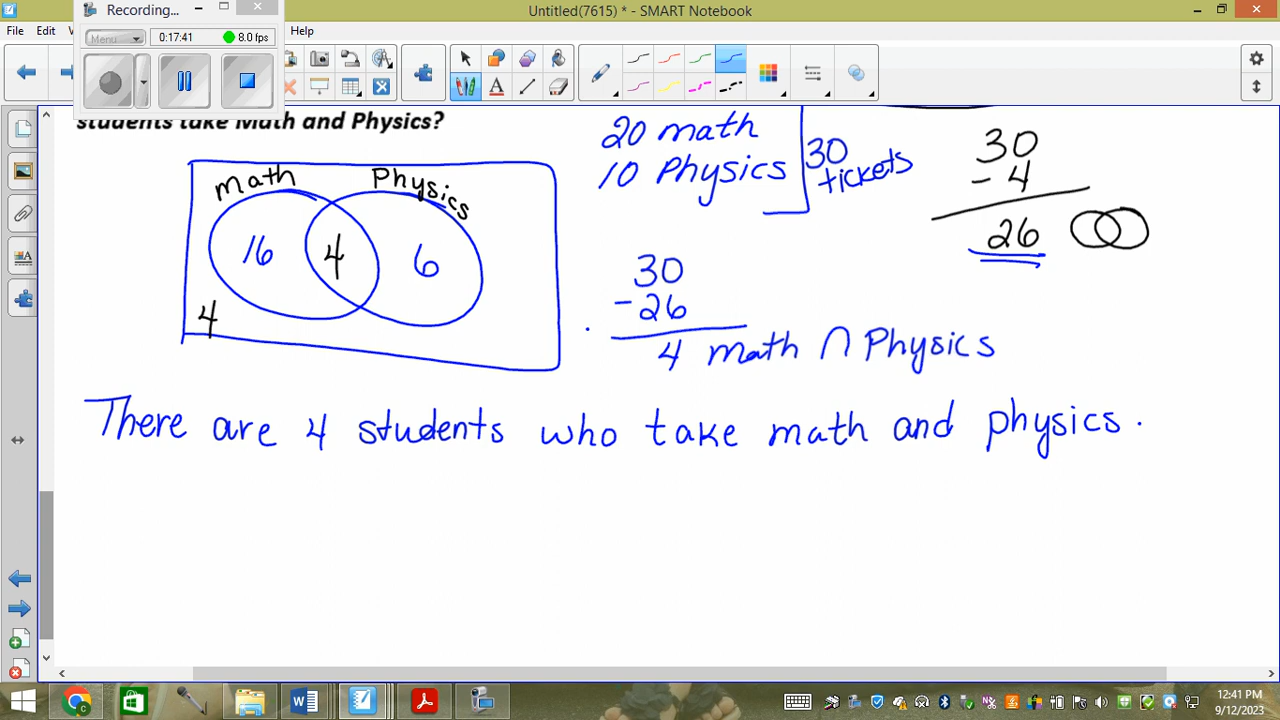 Recording...
Untitled(7615) * - SMART Notebook
Menu
0:17:41
8.0 fps
File Edit
Help
students take Math and Physics?
20 math
10 Physics
30
tickets
30
- 4
26
math
Physics
16
4
6
4
30
- 26
4 math ∩ Physics
There are 4 students who take math and physics.
12:41 PM
9/12/2023